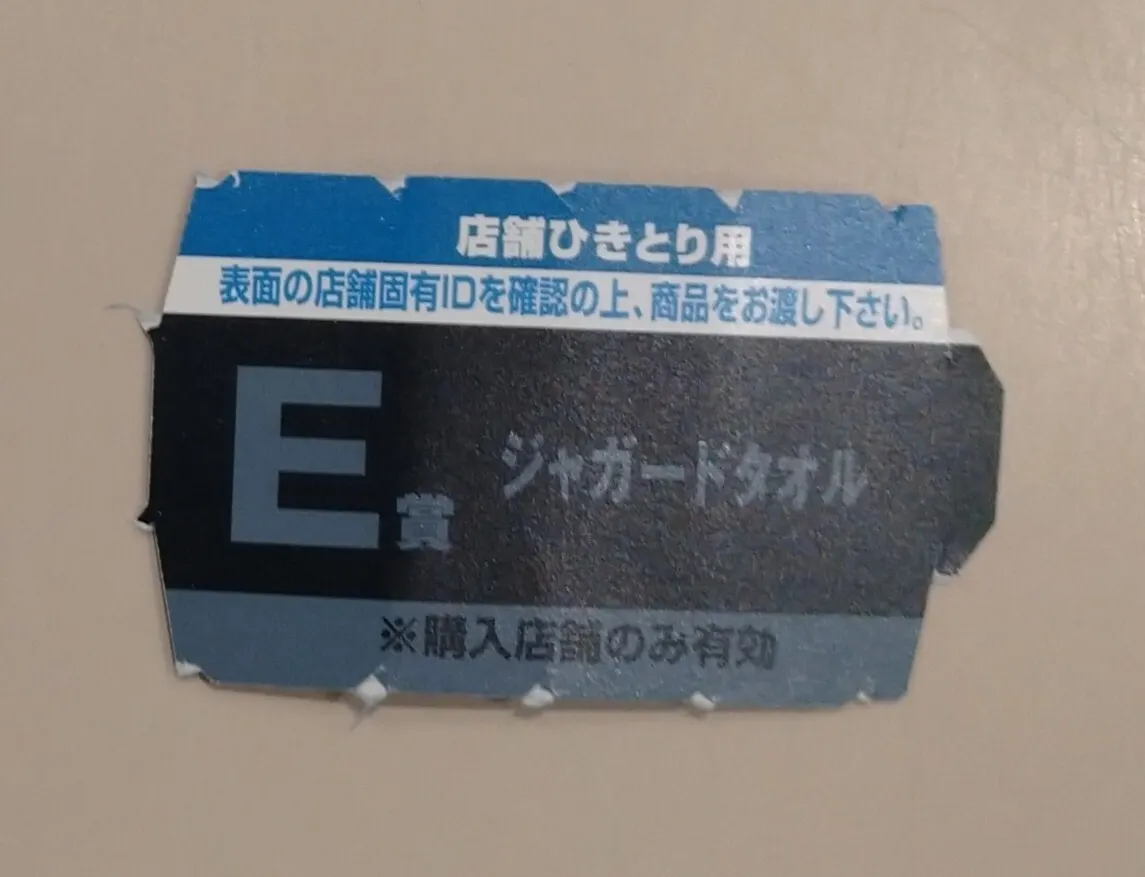 店舗ひきとり用
表面の店舗固有IDを確認の上、商品をお渡し下さい。
E賞 ジャガードタオル
※購入店舗のみ有効